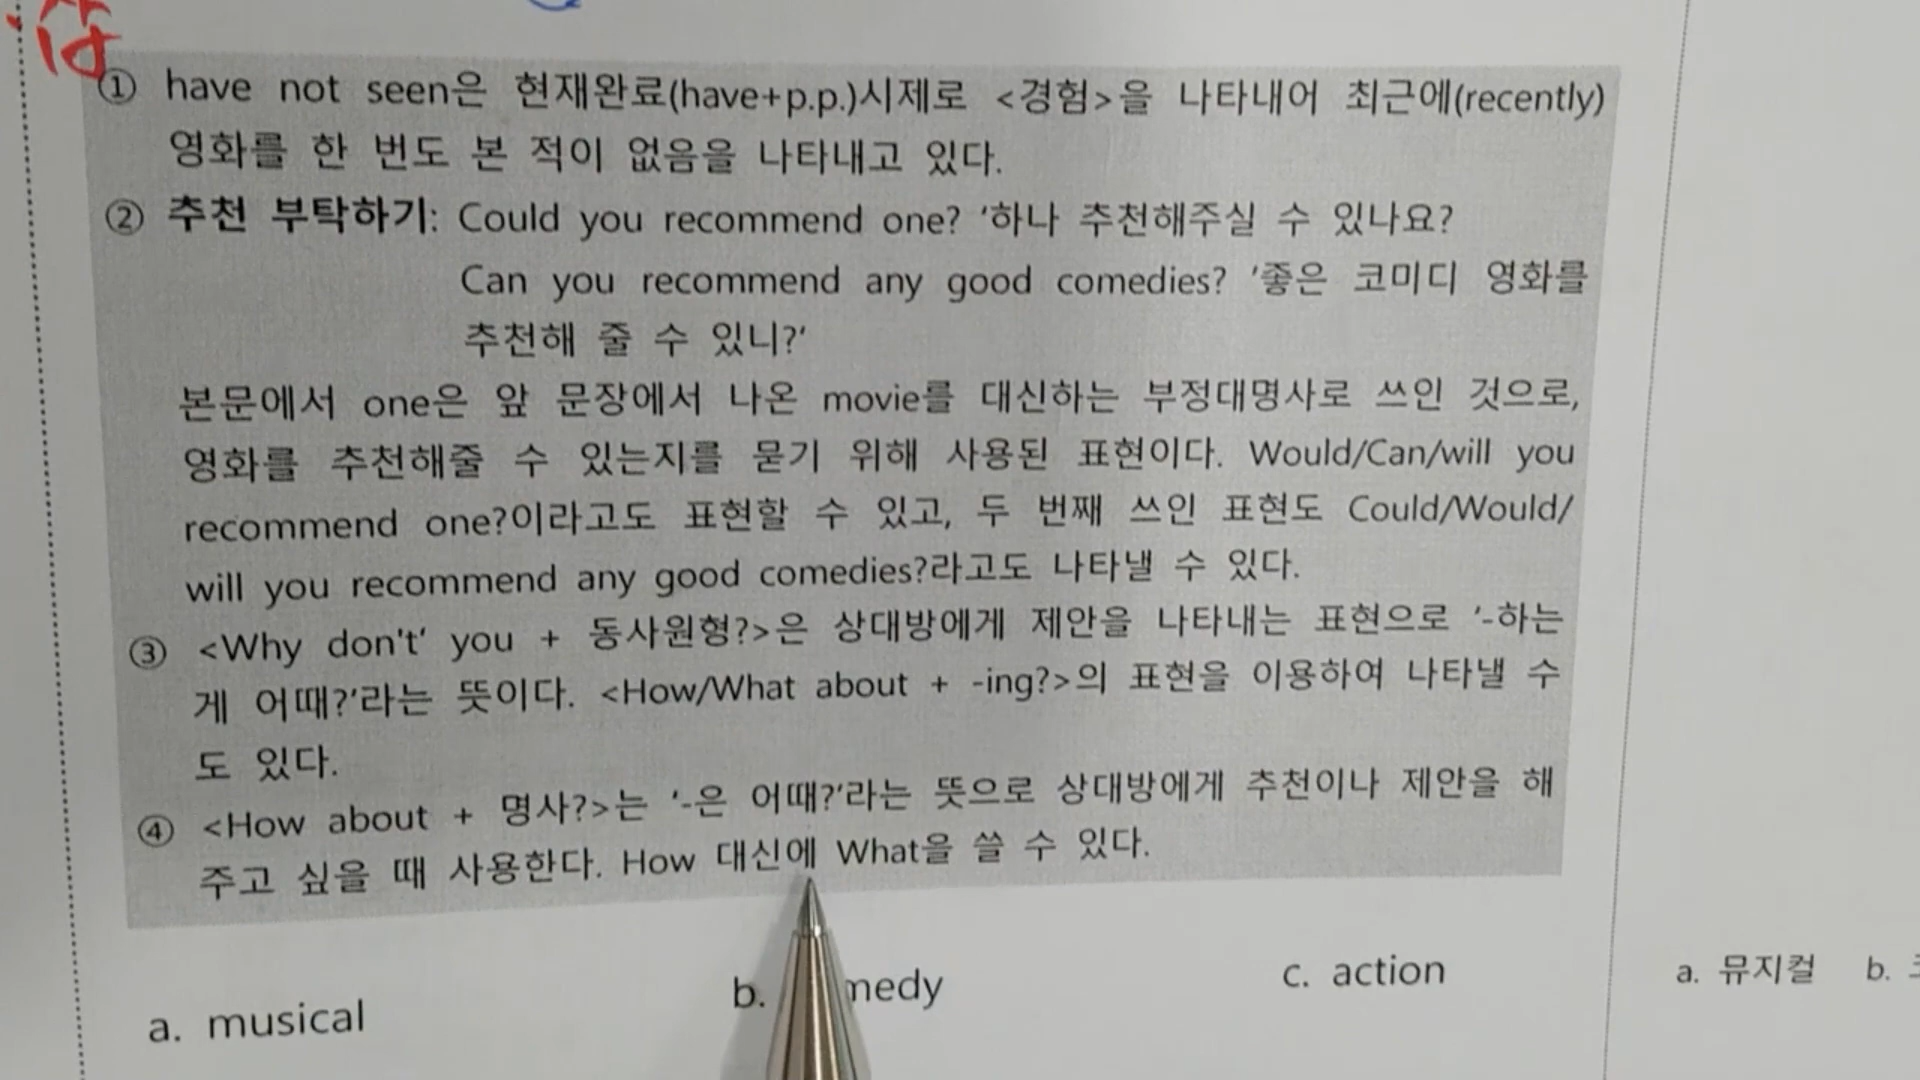 ① have not seen은 현재완료(have+p.p.)시제로 <경험>을 나타내어 최근에(recently)
영화를 한 번도 본 적이 없음을 나타내고 있다.
② 추천 부탁하기: Could you recommend one? '하나 추천해주실 수 있나요?
Can you recommend any good comedies? '좋은 코미디 영화를
추천해 줄 수 있니?'
본문에서 one은 앞 문장에서 나온 movie를 대신하는 부정대명사로 쓰인 것으로,
영화를 추천해줄 수 있는지를 묻기 위해 사용된 표현이다. Would/Can/will you
recommend one?이라고도 표현할 수 있고, 두 번째 쓰인 표현도 Could/Would/
will you recommend any good comedies?라고도 나타낼 수 있다.
③ <Why don't' you + 동사원형?>은 상대방에게 제안을 나타내는 표현으로 '-하는
게 어때?'라는 뜻이다. <How/What about + -ing?>의 표현을 이용하여 나타낼 수
도 있다.
④ <How about + 명사?>는 '-은 어때?'라는 뜻으로 상대방에게 추천이나 제안을 해
주고 싶을 때 사용한다. How 대신에 What을 쓸 수 있다.
a. musical b. medy c. action
a. 뮤지컬 b.